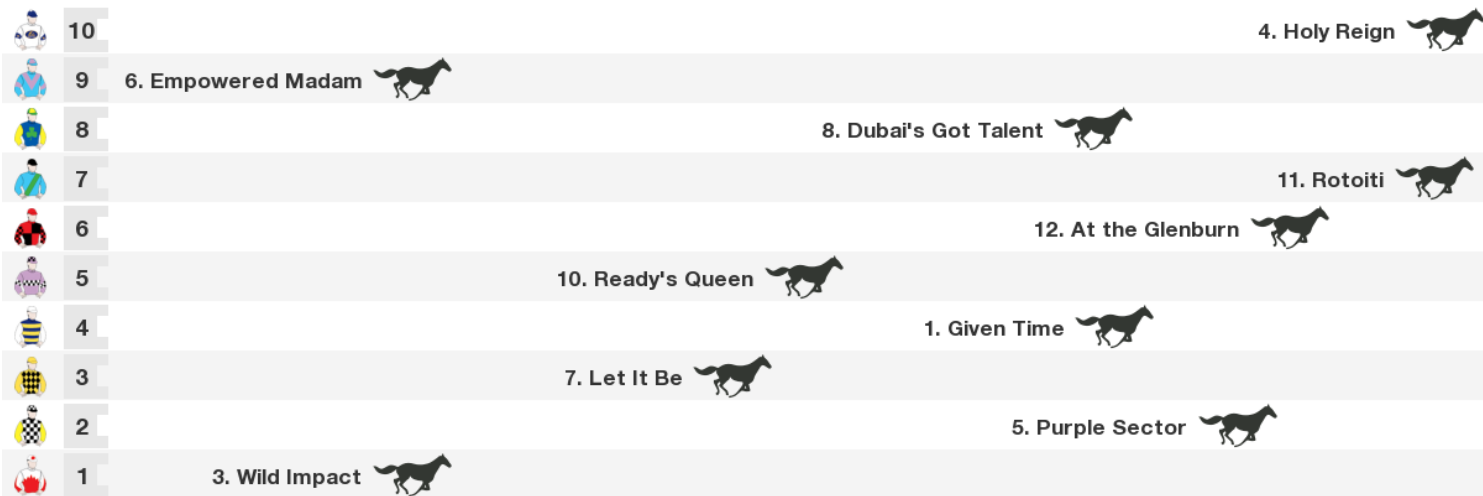 10 4. Holy Reign
9 6. Empowered Madam
8 8. Dubai's Got Talent
7 11. Rotoiti
6 12. At the Glenburn
5 10. Ready's Queen
4 1. Given Time
3 7. Let It Be
2 5. Purple Sector
1 3. Wild Impact